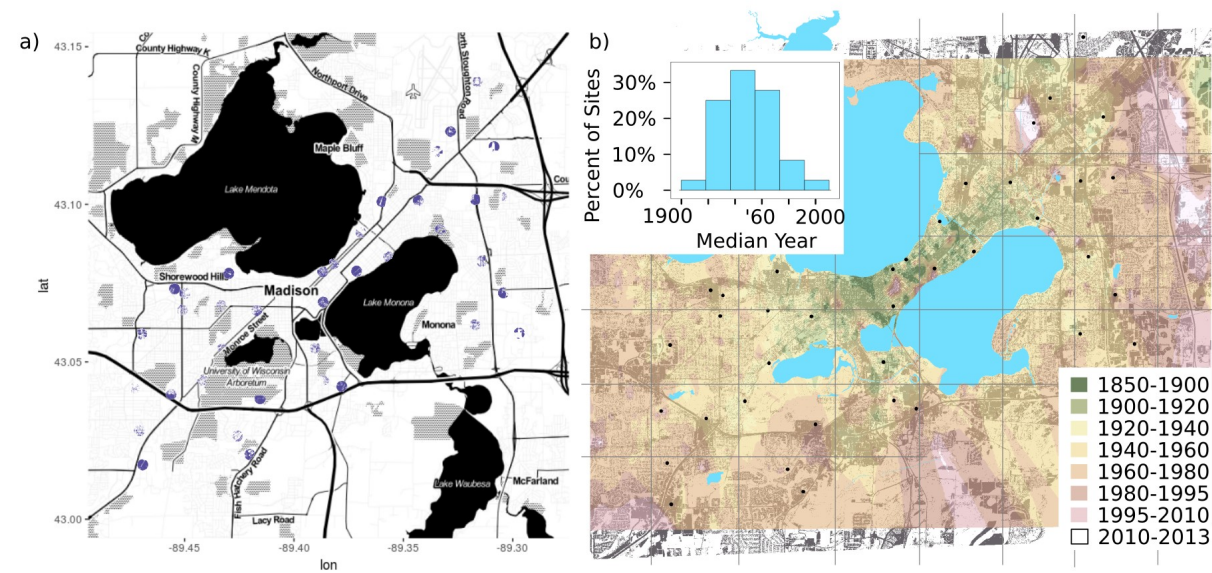 a)
43.15
43.10
43.05
43.00
lat
-89.45
-89.40
-89.35
-89.30
lon
County Highway K
County Highway M
Northport Drive
North Stoughton Road
Maple Bluff
Lake Mendota
Shorewood Hills
Madison
Lake Monona
Monona
Monroe Street
University of Wisconsin
Arboretum
Fish Hatchery Road
Lacy Road
Lake Waubesa
McFarland
b)
Percent of Sites
30%
20%
10%
0%
1900
'60
2000
Median Year
1850-1900
1900-1920
1920-1940
1940-1960
1960-1980
1980-1995
1995-2010
2010-2013